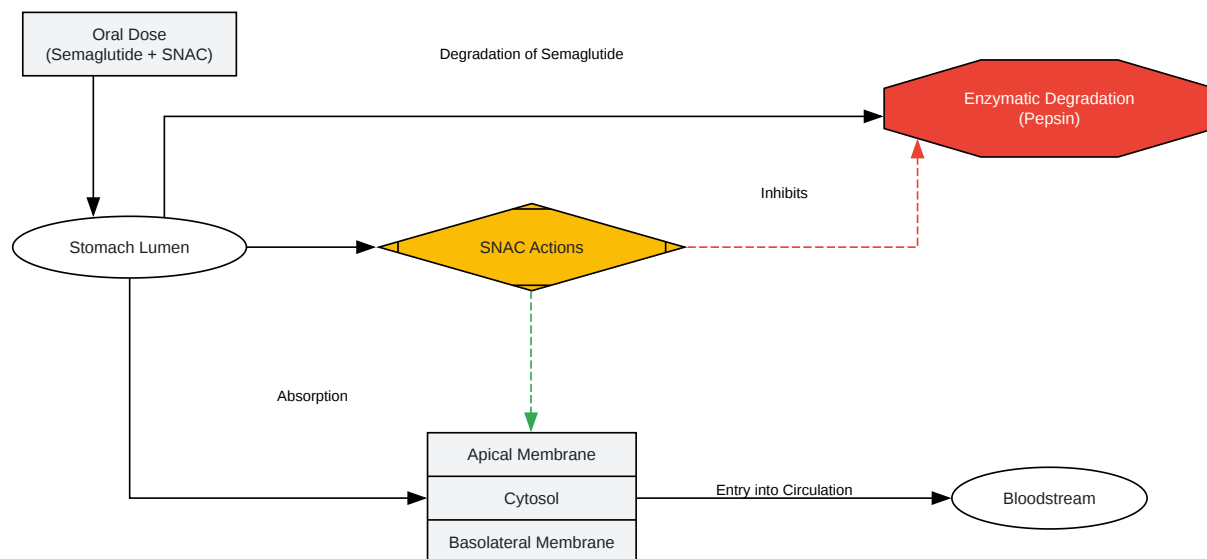 Oral Dose
(Semaglutide + SNAC)
Degradation of Semaglutide
Enzymatic Degradation
(Pepsin)
Inhibits
Stomach Lumen
SNAC Actions
Absorption
Apical Membrane
Cytosol
Basolateral Membrane
Entry into Circulation
Bloodstream